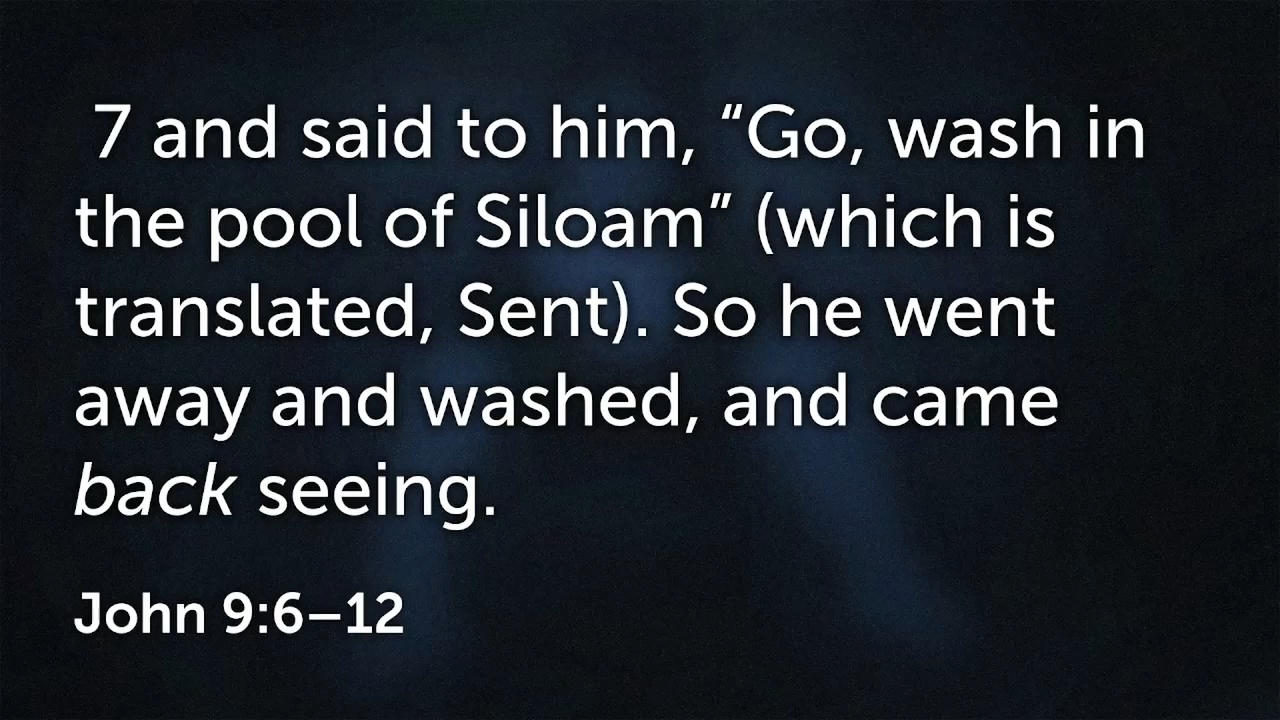 7 and said to him, “Go, wash in
the pool of Siloam” (which is
translated, Sent). So he went
away and washed, and came
back seeing.
John 9:6–12